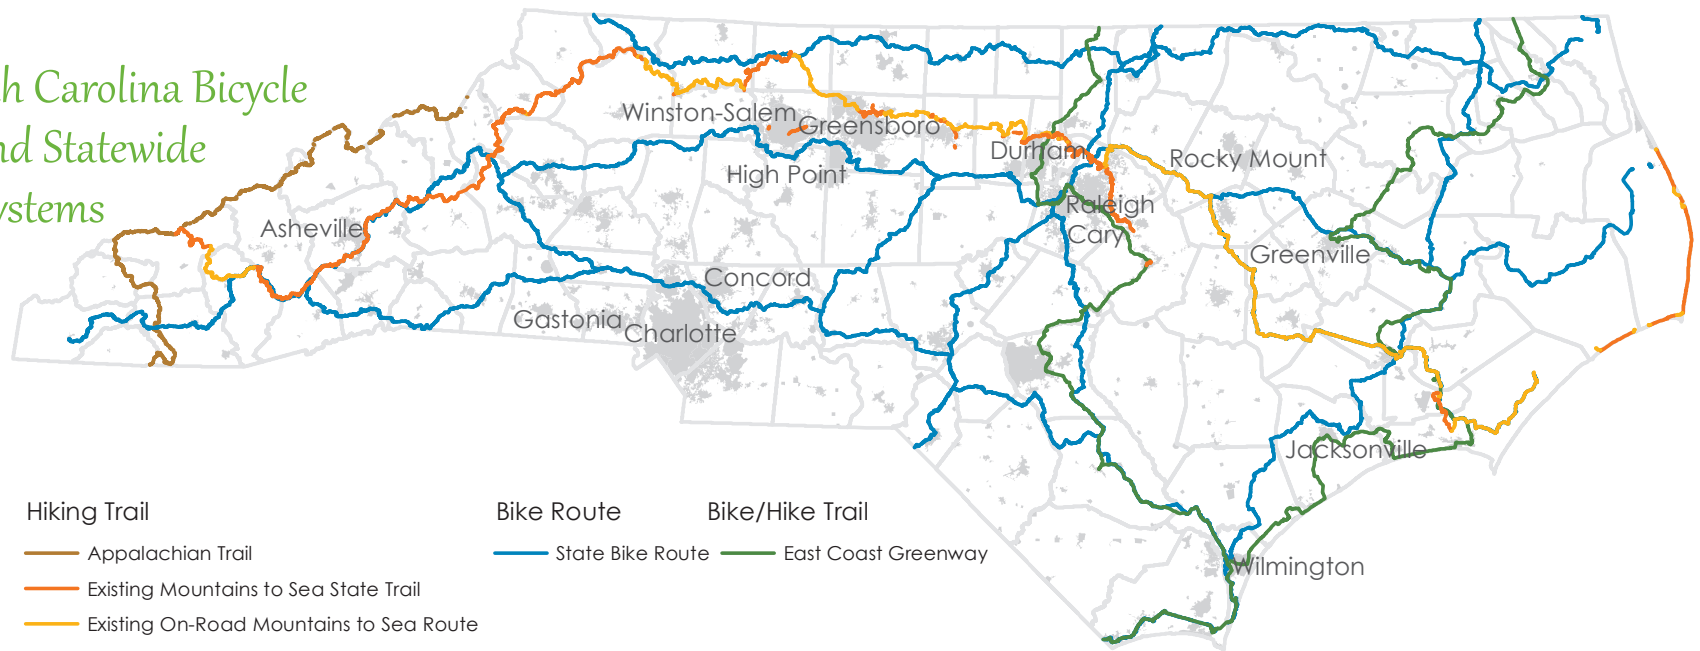 h Carolina Bicycle
nd Statewide
ystems
Winston-Salem
Greensboro
Durham
Rocky Mount
High Point
Raleigh
Cary
Asheville
Greenville
Concord
Gastonia
Charlotte
Jacksonville
Wilmington
Hiking Trail
Appalachian Trail
Existing Mountains to Sea State Trail
Existing On-Road Mountains to Sea Route
Bike Route
State Bike Route
Bike/Hike Trail
East Coast Greenway